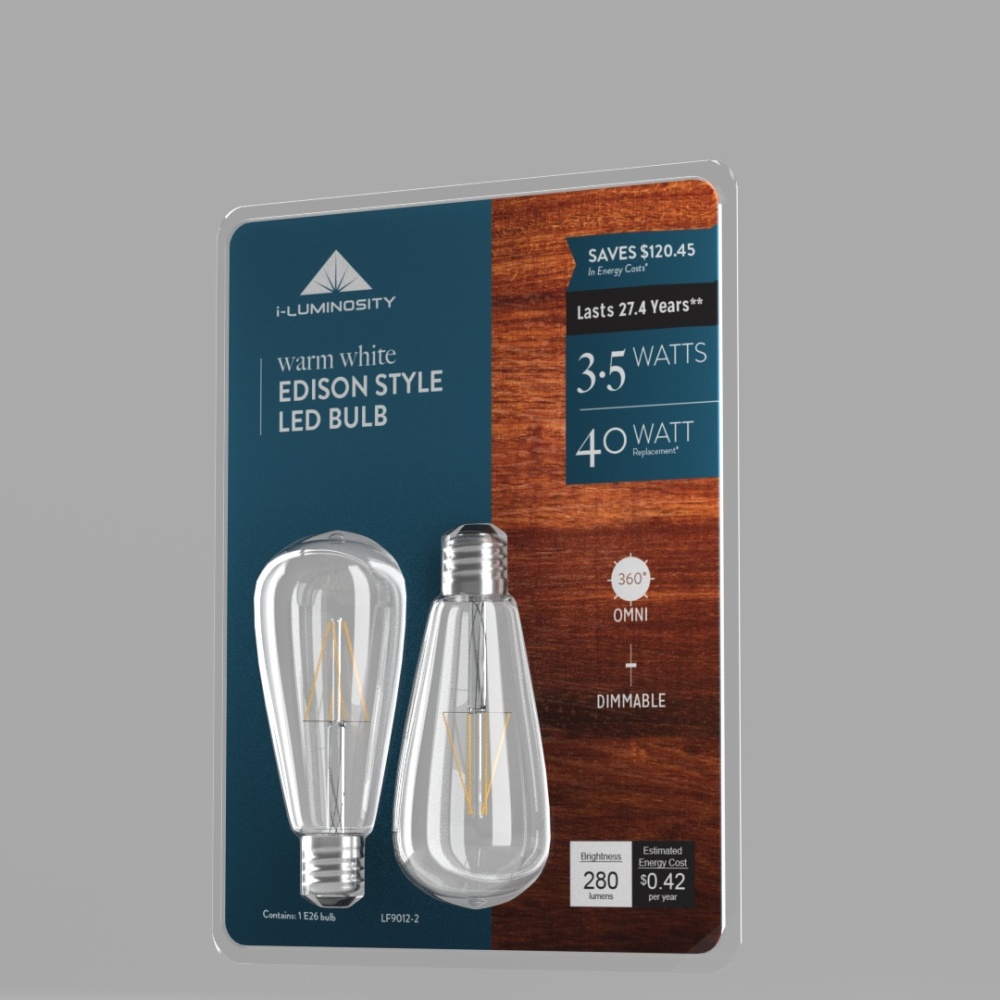 i-LUMINOSITY
warm white
EDISON STYLE
LED BULB
SAVES $120.45
In Energy Costs*
Lasts 27.4 Years**
3.5 WATTS
40 WATT
Replacement*
360°
OMNI
DIMMABLE
Brightness
280
lumens
Estimated
Energy Cost
$0.42
per year
Contains: 1 E26 bulb
LF9012-2